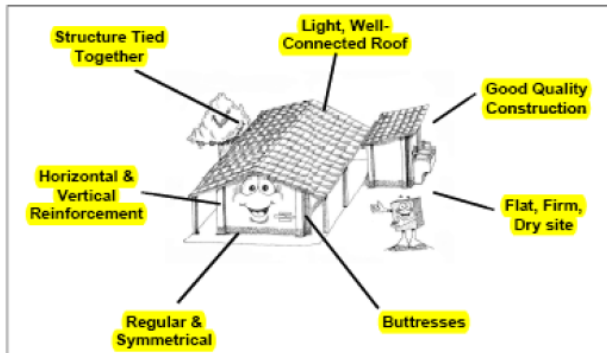 Structure Tied
Together
Light, Well-
Connected Roof
Good Quality
Construction
Horizontal &
Vertical
Reinforcement
Flat, Firm,
Dry site
Regular &
Symmetrical
Buttresses